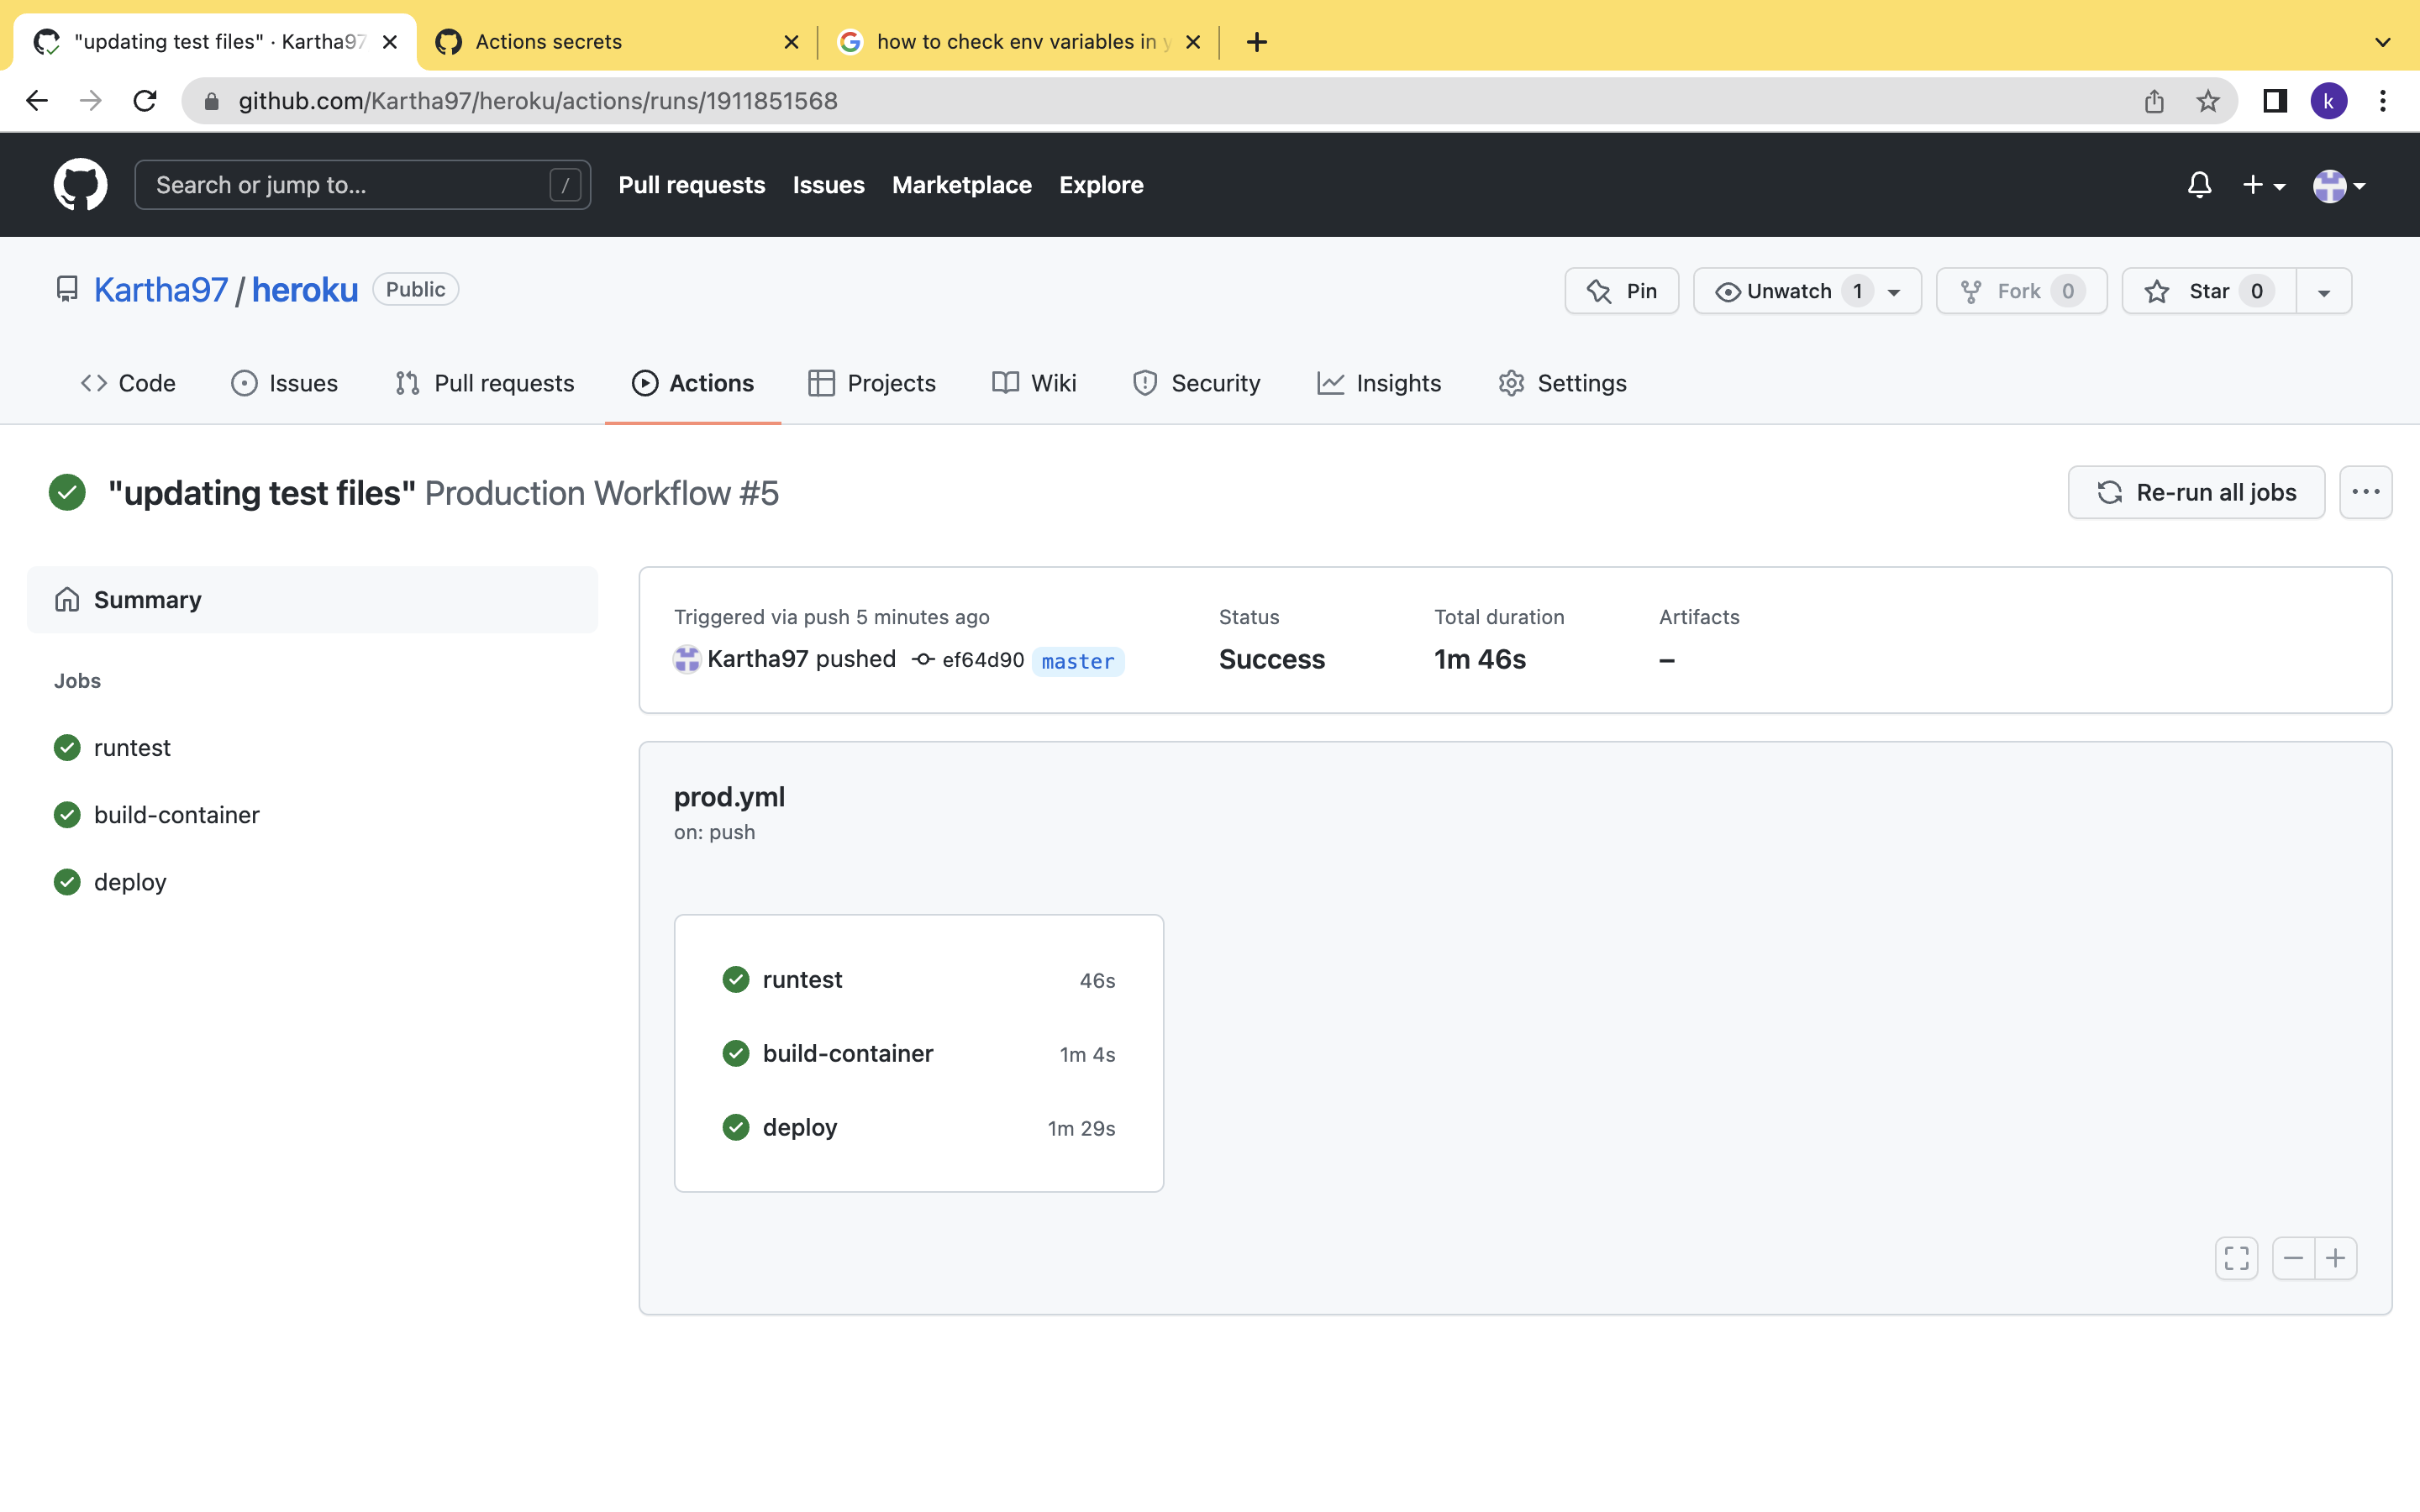 "updating test files" · Kartha97
Actions secrets
how to check env variables in y
github.com/Kartha97/heroku/actions/runs/1911851568
k
Search or jump to...
/
Pull requests
Issues
Marketplace
Explore
Kartha97 / heroku
Public
Pin
Unwatch 1
Fork 0
Star 0
Code
Issues
Pull requests
Actions
Projects
Wiki
Security
Insights
Settings
"updating test files" Production Workflow #5
Re-run all jobs
Summary
Jobs
runtest
build-container
deploy
Triggered via push 5 minutes ago
Kartha97 pushed ef64d90 master
Status
Success
Total duration
1m 46s
Artifacts
–
prod.yml
on: push
runtest 46s
build-container 1m 4s
deploy 1m 29s